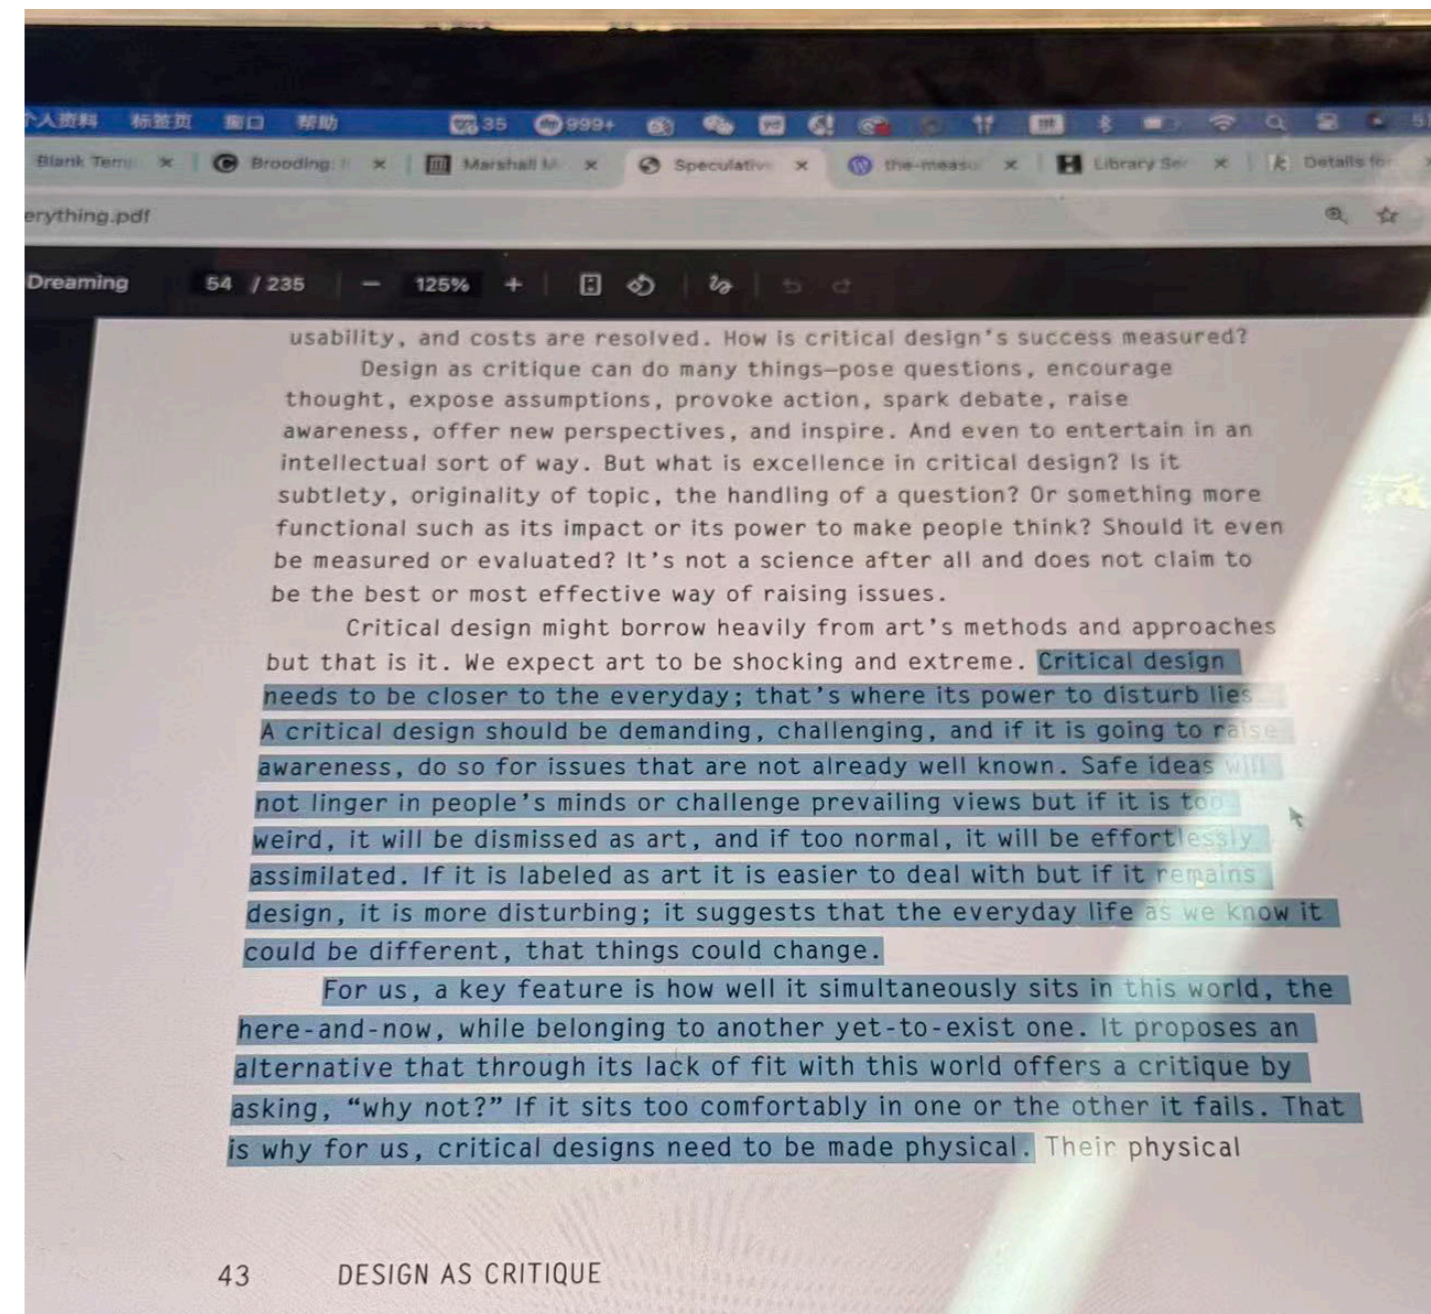 个人资料 标签页 窗口 帮助 35 999+
Blank Temp Brooding: Marshall M Speculative the-measu Library Ser Details for
erything.pdf
Dreaming 54 / 235 − 125% +
usability, and costs are resolved. How is critical design's success measured?
Design as critique can do many things—pose questions, encourage
thought, expose assumptions, provoke action, spark debate, raise
awareness, offer new perspectives, and inspire. And even to entertain in an
intellectual sort of way. But what is excellence in critical design? Is it
subtlety, originality of topic, the handling of a question? Or something more
functional such as its impact or its power to make people think? Should it even
be measured or evaluated? It's not a science after all and does not claim to
be the best or most effective way of raising issues.
Critical design might borrow heavily from art's methods and approaches
but that is it. We expect art to be shocking and extreme. Critical design
needs to be closer to the everyday; that's where its power to disturb lies
A critical design should be demanding, challenging, and if it is going to raise
awareness, do so for issues that are not already well known. Safe ideas will
not linger in people's minds or challenge prevailing views but if it is too
weird, it will be dismissed as art, and if too normal, it will be effortlessly
assimilated. If it is labeled as art it is easier to deal with but if it remains
design, it is more disturbing; it suggests that the everyday life as we know it
could be different, that things could change.
For us, a key feature is how well it simultaneously sits in this world, the
here-and-now, while belonging to another yet-to-exist one. It proposes an
alternative that through its lack of fit with this world offers a critique by
asking, “why not?” If it sits too comfortably in one or the other it fails. That
is why for us, critical designs need to be made physical. Their physical
43 DESIGN AS CRITIQUE